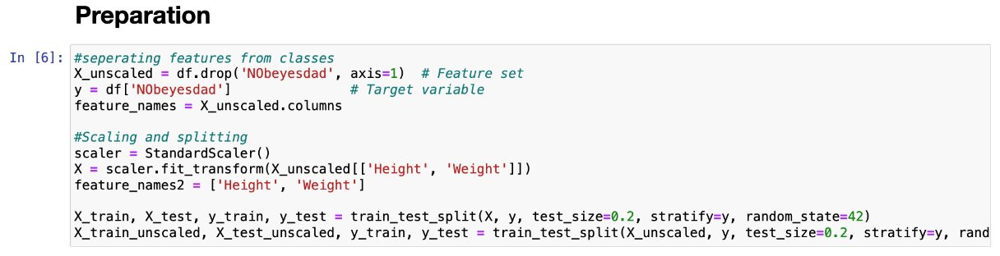 Preparation
In [6]: #seperating features from classes
X_unscaled = df.drop('NObeyesdad', axis=1)  # Feature set
y = df['NObeyesdad']               # Target variable
feature_names = X_unscaled.columns
#Scaling and splitting
scaler = StandardScaler()
X = scaler.fit_transform(X_unscaled[['Height', 'Weight']])
feature_names2 = ['Height', 'Weight']
X_train, X_test, y_train, y_test = train_test_split(X, y, test_size=0.2, stratify=y, random_state=42)
X_train_unscaled, X_test_unscaled, y_train, y_test = train_test_split(X_unscaled, y, test_size=0.2, stratify=y, rand